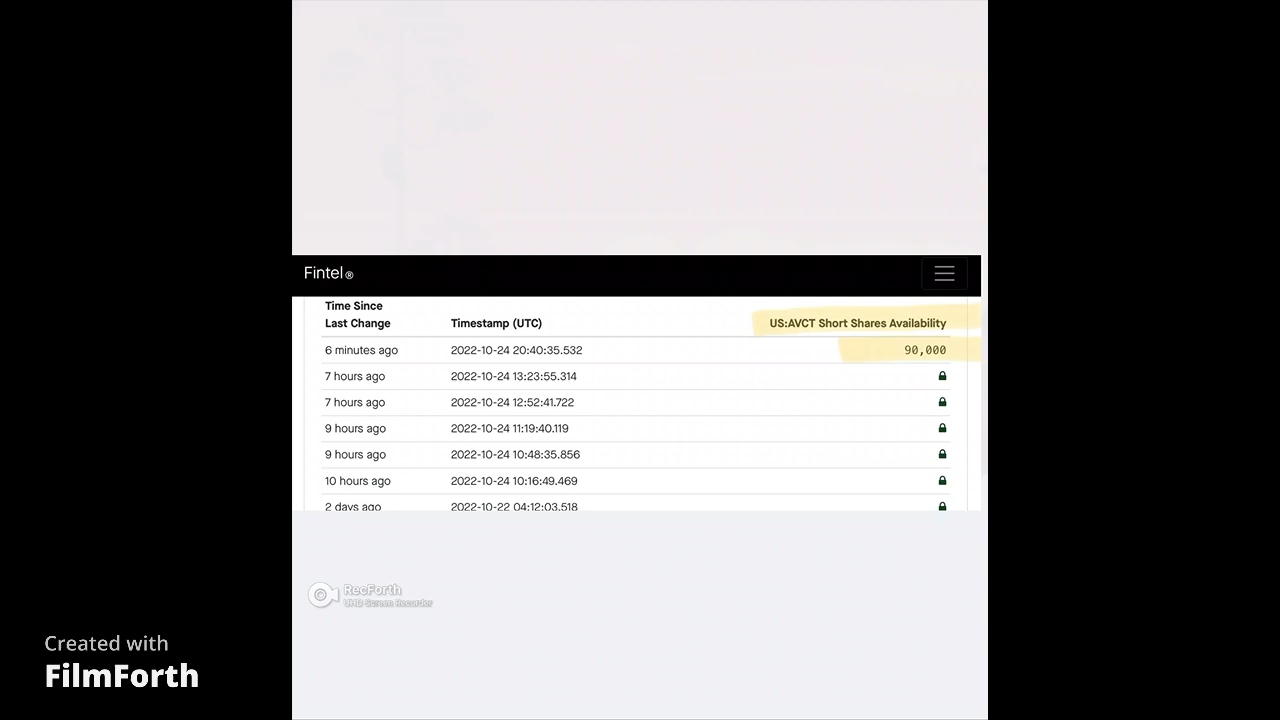 Fintel®
Time Since
Last Change Timestamp (UTC) US:AVCT Short Shares Availability
6 minutes ago 2022-10-24 20:40:35.532 90,000
7 hours ago 2022-10-24 13:23:55.314
7 hours ago 2022-10-24 12:52:41.722
9 hours ago 2022-10-24 11:19:40.119
9 hours ago 2022-10-24 10:48:35.856
10 hours ago 2022-10-24 10:16:49.469
2 days ago 2022-10-22 04:12:03.518
RecForth
UHD Screen Recorder
Created with
FilmForth